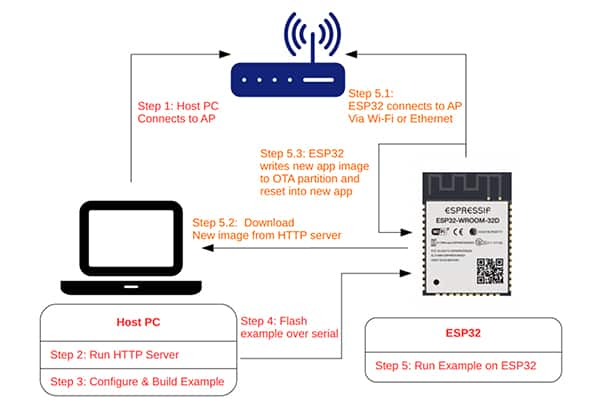 Step 1: Host PC
Connects to AP
Step 5.1:
ESP32 connects to AP
Via Wi-Fi or Ethernet
Step 5.3: ESP32
writes new app image
to OTA partition and
reset into new app
ESPRESSIF
ESP32-WROOM-32D
Step 5.2: Download
New image from HTTP server
Step 4: Flash
example over serial
Host PC
Step 2: Run HTTP Server
Step 3: Configure & Build Example
ESP32
Step 5: Run Example on ESP32